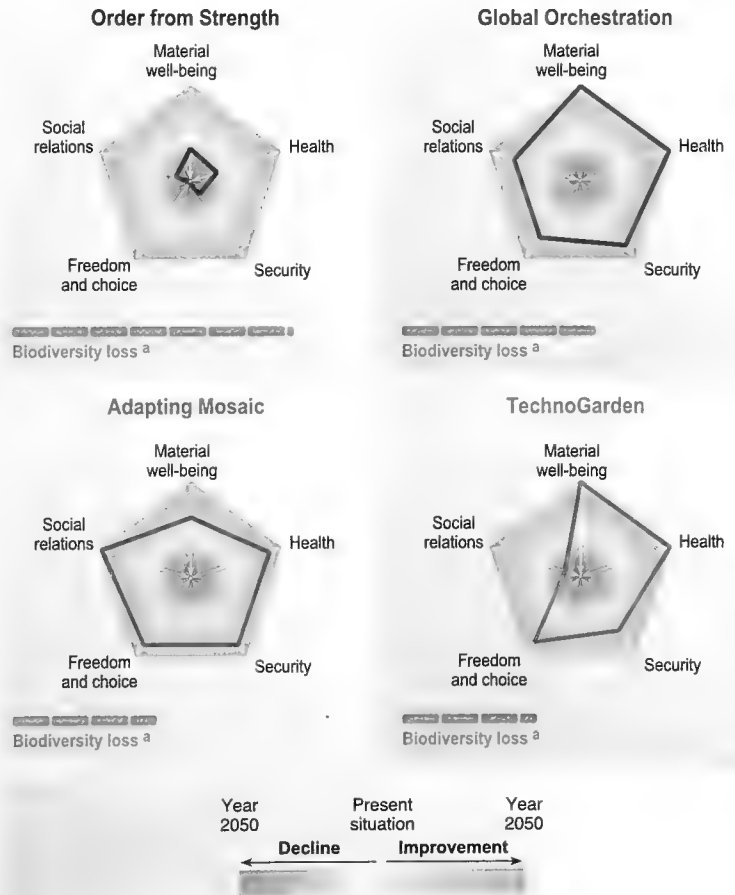 Order from Strength
Material
well-being
Social
relations
Health
Freedom
and choice
Security
Biodiversity loss a
Global Orchestration
Material
well-being
Social
relations
Health
Freedom
and choice
Security
Biodiversity loss a
Adapting Mosaic
Material
well-being
Social
relations
Health
Freedom
and choice
Security
Biodiversity loss a
TechnoGarden
Material
well-being
Social
relations
Health
Freedom
and choice
Security
Biodiversity loss a
Year
2050
Present
situation
Year
2050
Decline
Improvement